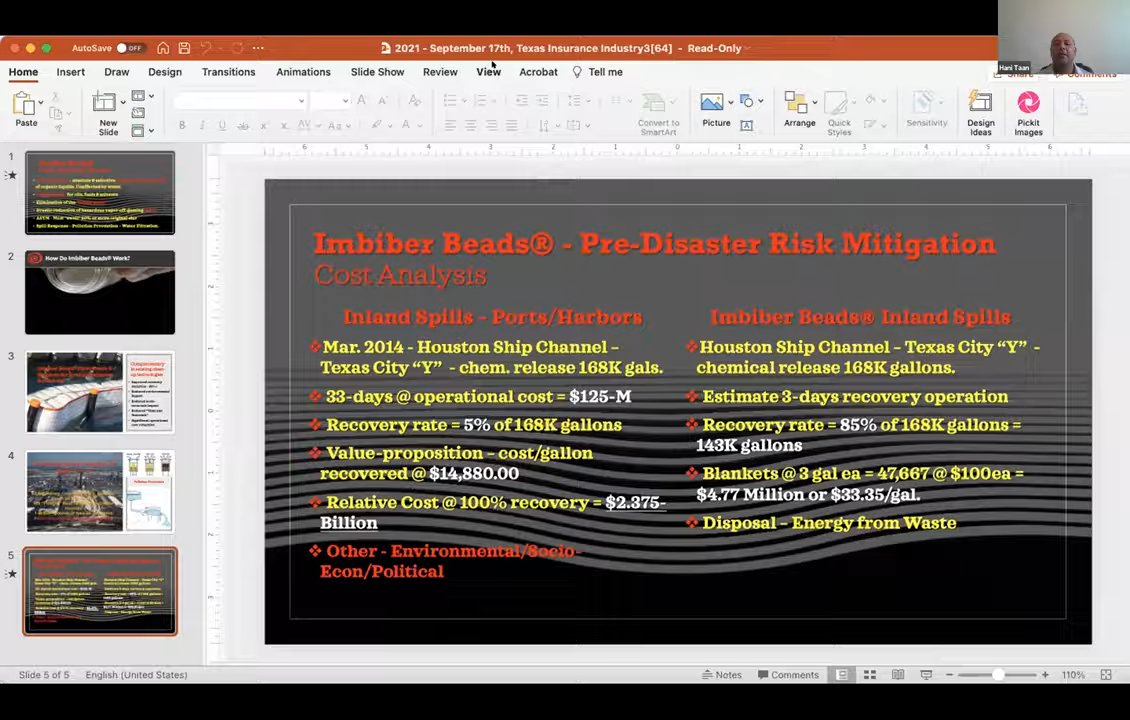 AutoSave OFF
2021 - September 17th, Texas Insurance Industry3[64] - Read-Only
Hani Taan
Home Insert Draw Design Transitions Animations Slide Show Review View Acrobat Tell me
Share Comments
Paste
New
Slide
Convert to
SmartArt
Picture
Arrange
Quick
Styles
Sensitivity
Design
Ideas
Pickit
Images
1
2
How Do Imbiber Beads® Work?
3
4
5
Imbiber Beads® - Pre-Disaster Risk Mitigation
Cost Analysis
Inland Spills - Ports/Harbors
Mar. 2014 - Houston Ship Channel –
Texas City “Y” - chem. release 168K gals.
33-days @ operational cost = $125-M
Recovery rate = 5% of 168K gallons
Value-proposition - cost/gallon
recovered @ $14,880.00
Relative Cost @ 100% recovery = $2.375-
Billion
Other - Environmental/Socio-
Econ/Political
Imbiber Beads® Inland Spills
Houston Ship Channel – Texas City “Y” -
chemical release 168K gallons.
Estimate 3-days recovery operation
Recovery rate = 85% of 168K gallons =
143K gallons
Blankets @ 3 gal ea = 47,667 @ $100ea =
$4.77 Million or $33.35/gal.
Disposal – Energy from Waste
Slide 5 of 5 English (United States)
Notes Comments 110%